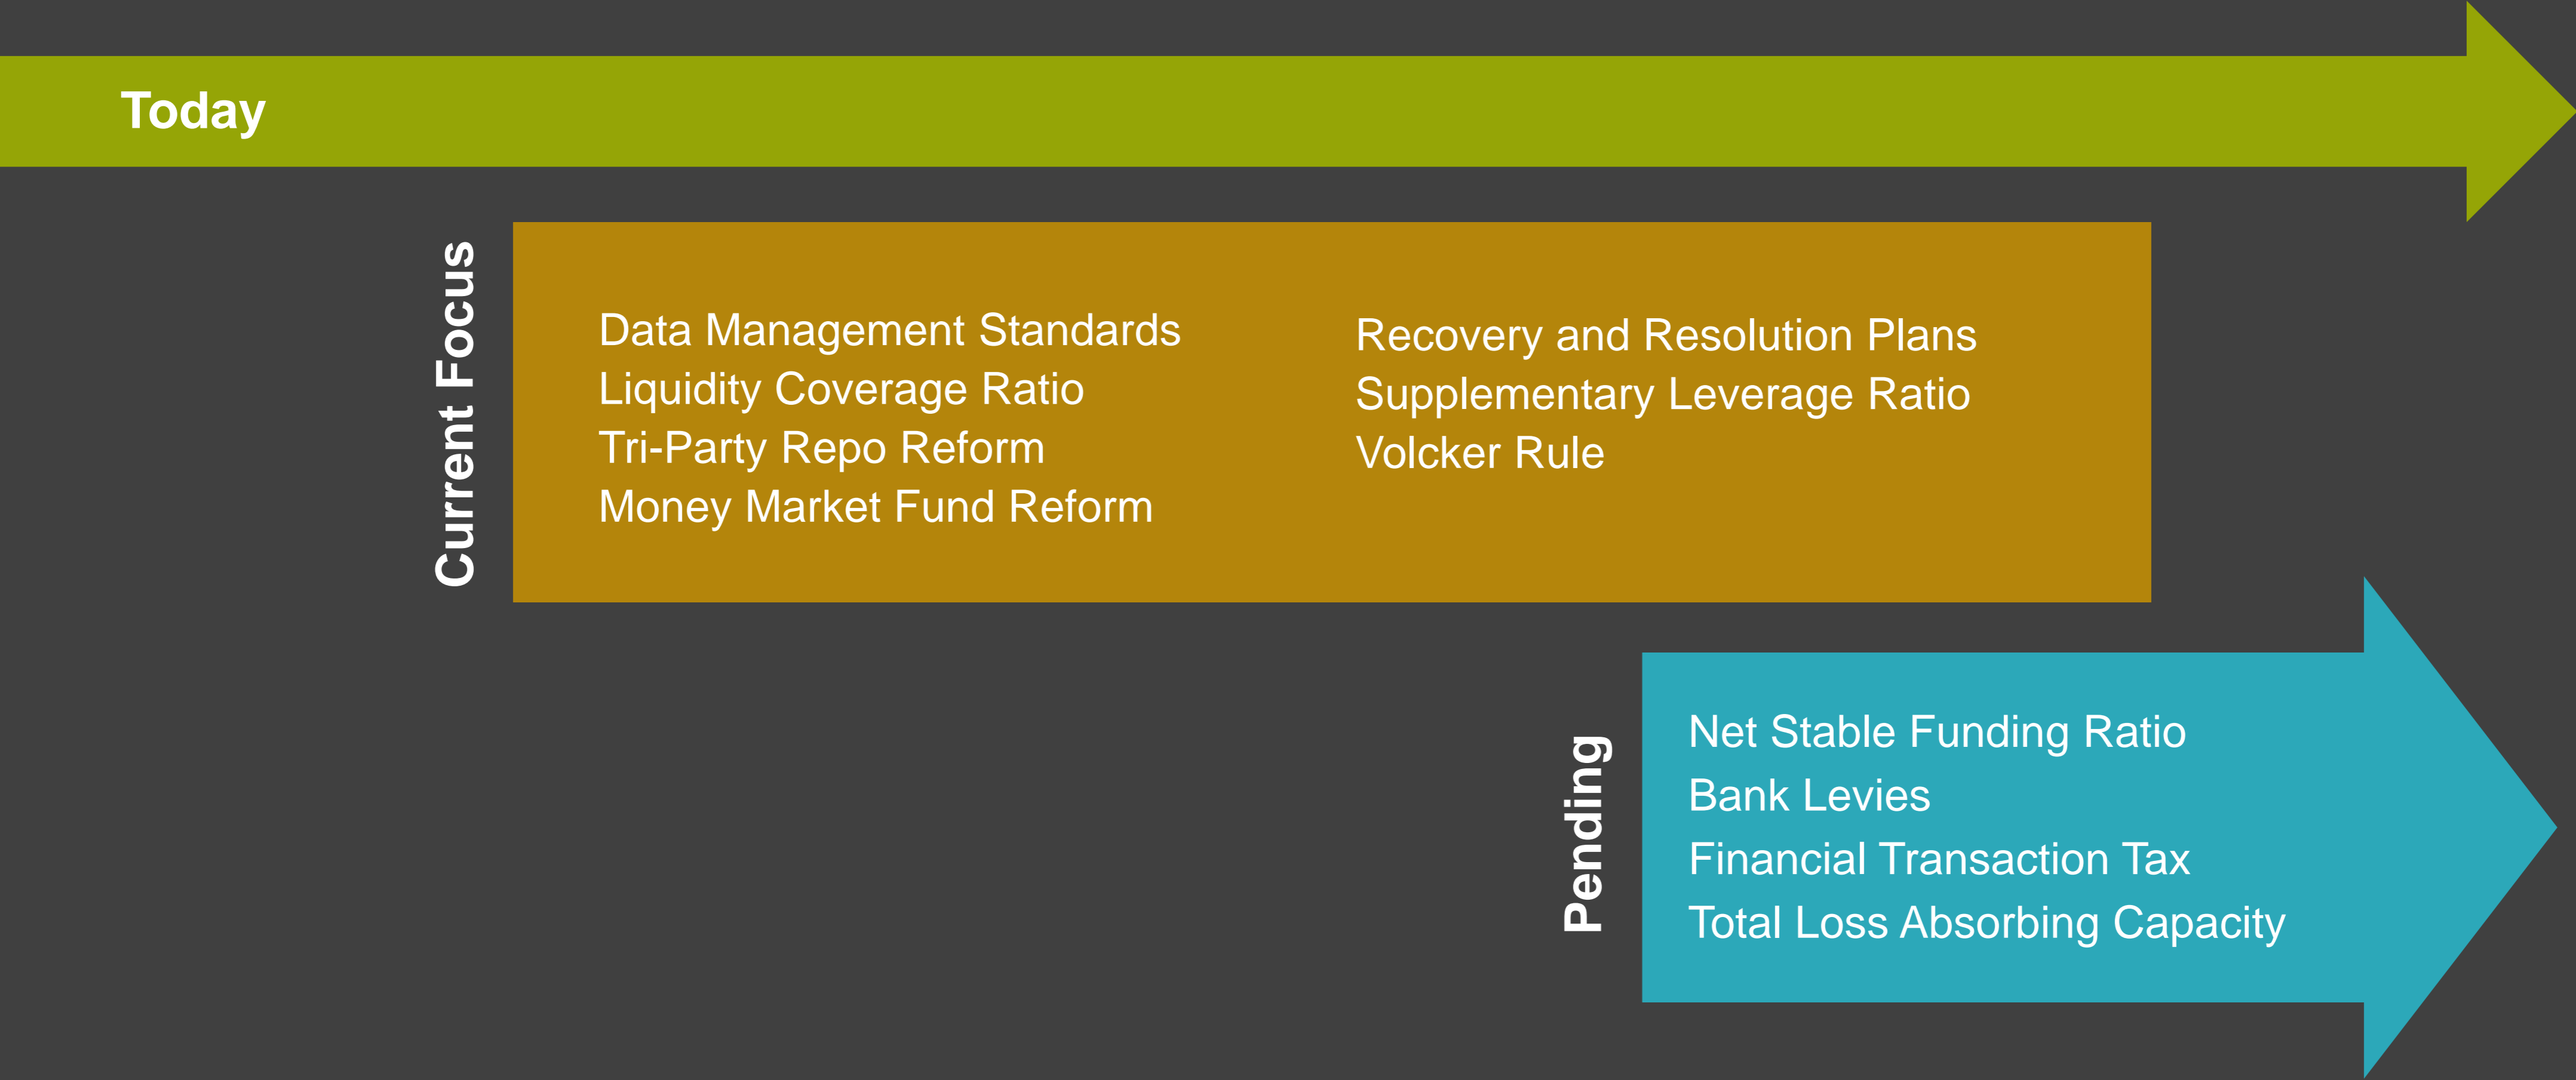 Today
Current Focus
Data Management Standards
Liquidity Coverage Ratio
Tri-Party Repo Reform
Money Market Fund Reform
Recovery and Resolution Plans
Supplementary Leverage Ratio
Volcker Rule
Pending
Net Stable Funding Ratio
Bank Levies
Financial Transaction Tax
Total Loss Absorbing Capacity